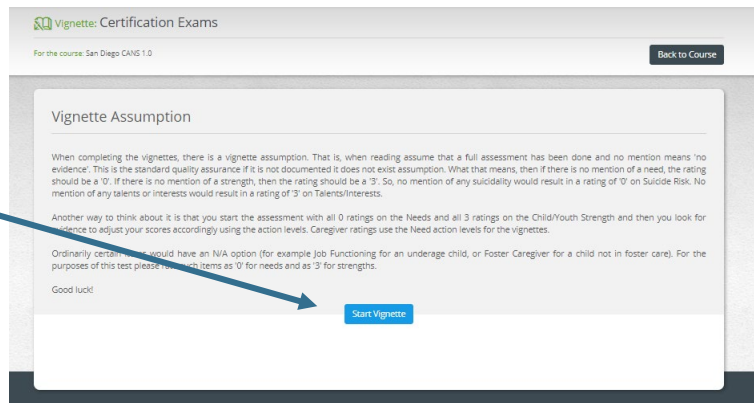 Vignette: Certification Exams
For the course: San Diego CANS 1.0
Back to Course
Vignette Assumption
When completing the vignettes, there is a vignette assumption. That is, when reading assume that a full assessment has been done and no mention means 'no
evidence'. This is the standard quality assurance if it is not documented it does not exist assumption. What that means, then if there is no mention of a need, the rating
should be a '0'. If there is no mention of a strength, then the rating should be a '3'. So, no mention of any suicidality would result in a rating of '0' on Suicide Risk. No
mention of any talents or interests would result in a rating of '3' on Talents/Interests.
Another way to think about it is that you start the assessment with all 0 ratings on the Needs and all 3 ratings on the Child/Youth Strength and then you look for
evidence to adjust your scores accordingly using the action levels. Caregiver ratings use the Need action levels for the vignettes.
Ordinarily certain would have an N/A option (for example Job Functioning for an underage child, or Foster Caregiver for a child not in foster care). For the
purposes of this test please such items as '0' for needs and as '3' for strengths.
Good luck!
Start Vignette